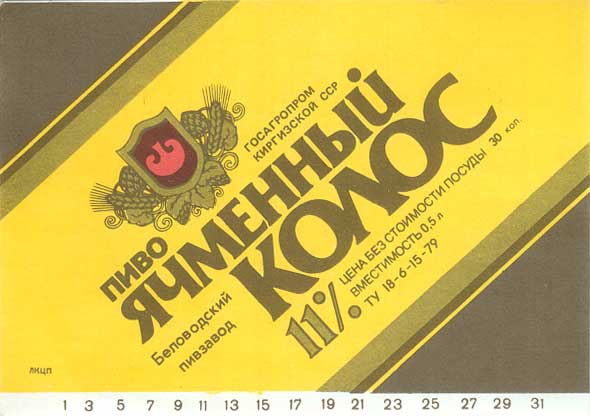 ГОСАГРОПРОМ
КИРГИЗСКОЙ ССР
ПИВО
ЯЧМЕННЫЙ
КОЛОС
Беловодский
пивзавод
11%
ЦЕНА БЕЗ СТОИМОСТИ ПОСУДЫ 30 коп.
ВМЕСТИМОСТЬ 0,5 л
ТУ 18-6-15-79
ЛКЦП
1 3 5 7 9 11 13 15 17 19 21 23 25 27 29 31